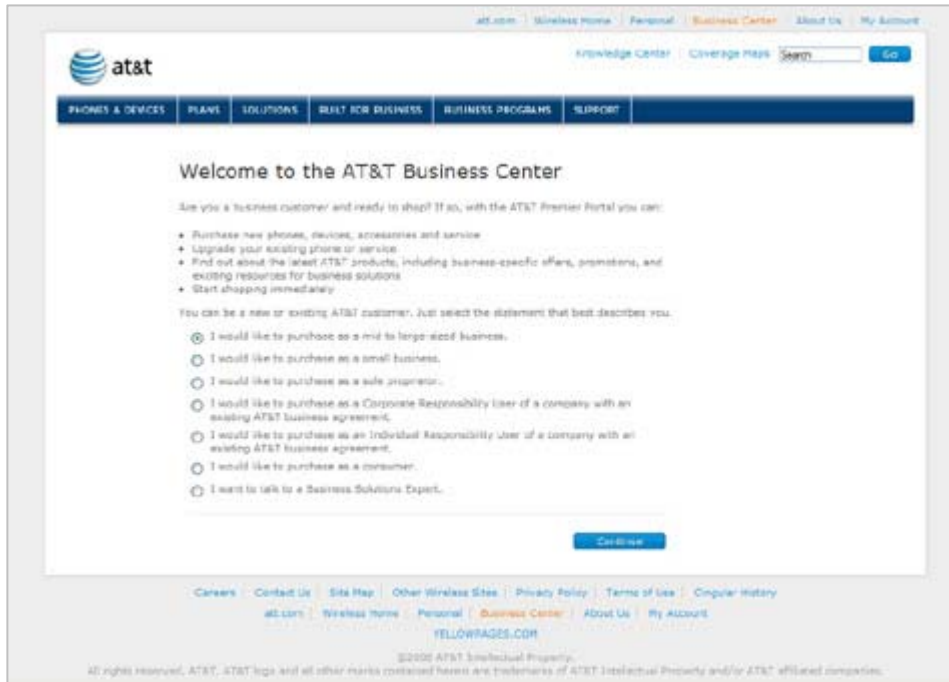 att.com | Wireless Home | Personal | Business Center | About Us | My Account
Knowledge Center | Coverage Maps Search Go
at&t
PHONES & DEVICES PLANS SOLUTIONS BUILT FOR BUSINESS BUSINESS PROGRAMS SUPPORT
Welcome to the AT&T Business Center
Are you a business customer and ready to shop? If so, with the AT&T Premier Portal you can:
• Purchase new phones, devices, accessories and service
• Upgrade your existing phone or service
• Find out about the latest AT&T products, including business-specific offers, promotions, and
exciting resources for business solutions
• Start shopping immediately
You can be a new or existing AT&T customer. Just select the statement that best describes you.
I would like to purchase as a mid to large-sized business.
I would like to purchase as a small business.
I would like to purchase as a sole proprietor.
I would like to purchase as a Corporate Responsibility User of a company with an
existing AT&T business agreement.
I would like to purchase as an Individual Responsibility User of a company with an
existing AT&T business agreement.
I would like to purchase as a consumer.
I want to talk to a Business Solutions Expert.
Continue
Careers | Contact Us | Site Map | Other Wireless Sites | Privacy Policy | Terms of Use | Cingular History
att.com | Wireless Home | Personal | Business Center | About Us | My Account
YELLOWPAGES.COM
AT&T Intellectual Property.
All rights reserved. AT&T, AT&T logo and all other marks contained herein are trademarks of AT&T Intellectual Property and/or AT&T affiliated companies.